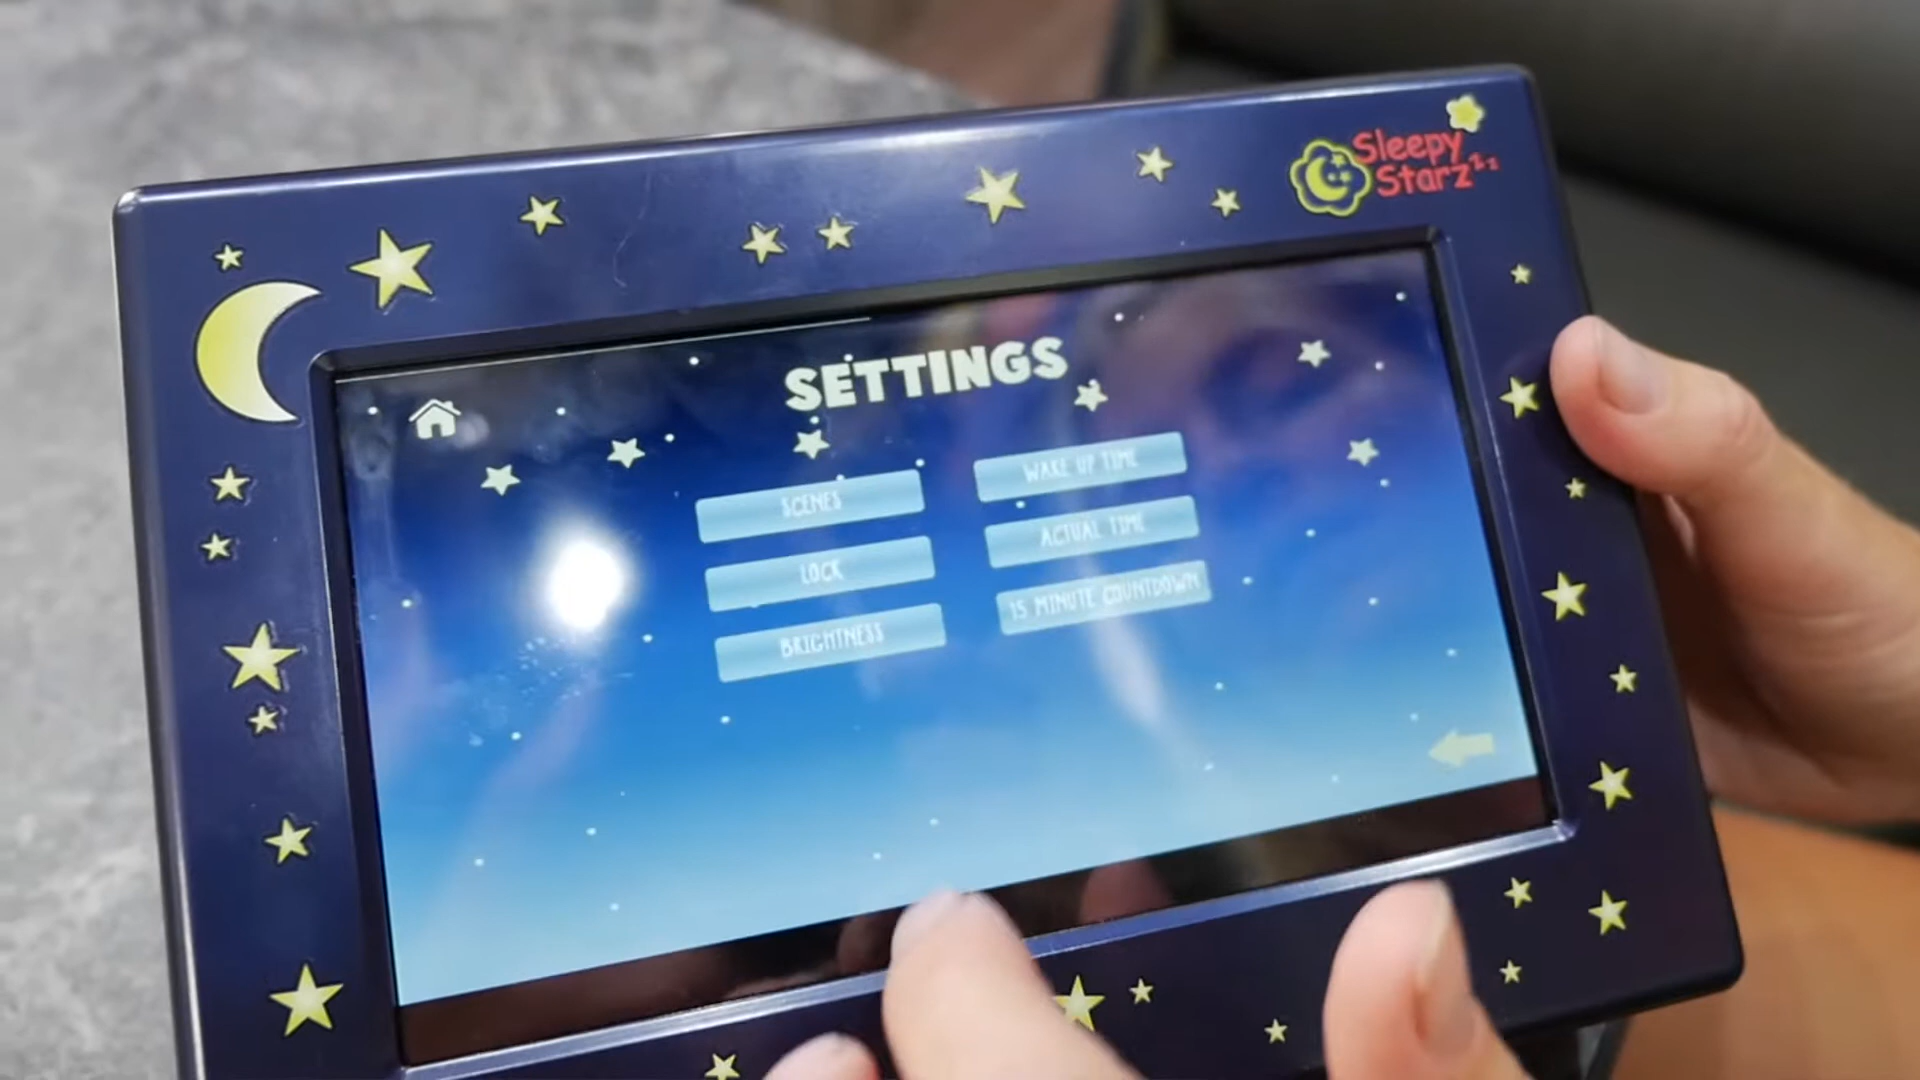 Sleepy
Starz
SETTINGS
SCENES
LOCK
BRIGHTNESS
WAKE UP TIME
ACTUAL TIME
15 MINUTE COUNTDOWN